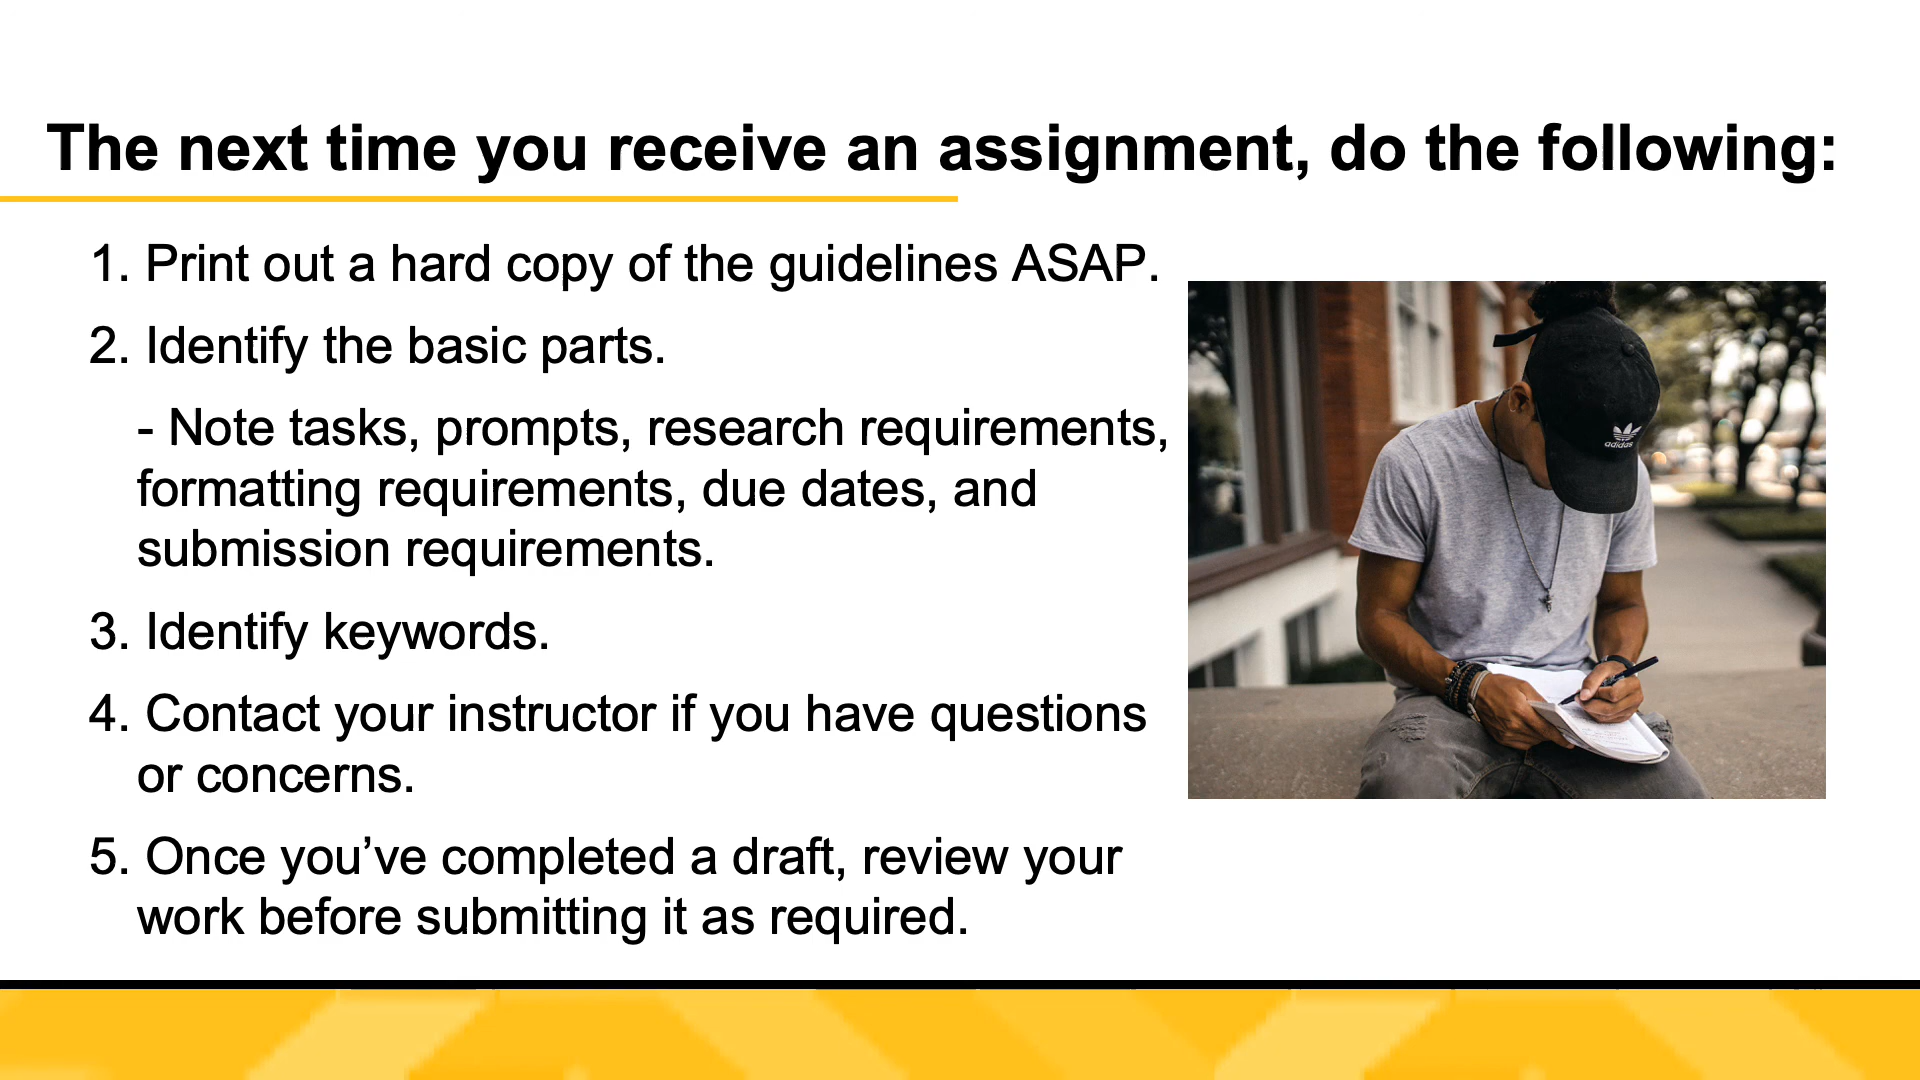 The next time you receive an assignment, do the following:
1. Print out a hard copy of the guidelines ASAP.
2. Identify the basic parts.
- Note tasks, prompts, research requirements,
formatting requirements, due dates, and
submission requirements.
3. Identify keywords.
4. Contact your instructor if you have questions
or concerns.
5. Once you’ve completed a draft, review your
work before submitting it as required.
adidas